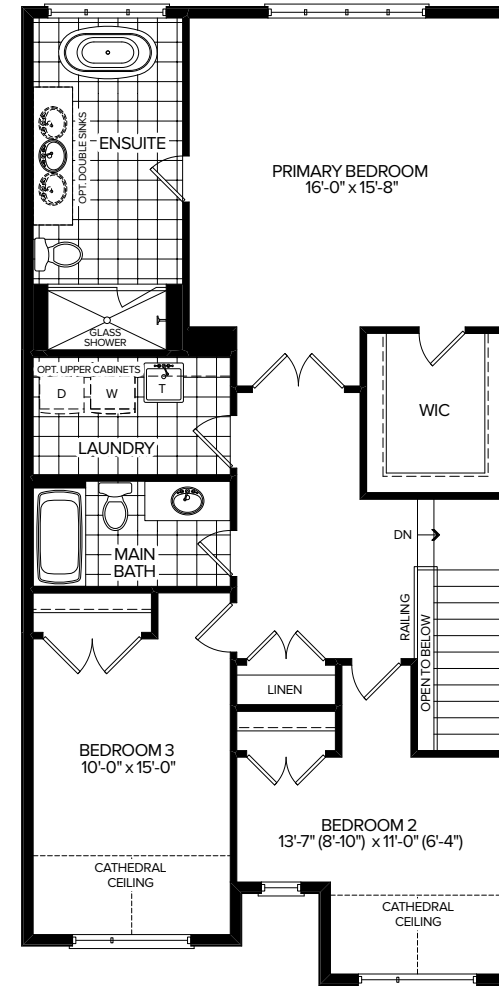 OPT. DOUBLE SINKS
ENSUITE
PRIMARY BEDROOM
16'-0" x 15'-8"
GLASS
SHOWER
OPT. UPPER CABINETS
D
W
T
LAUNDRY
WIC
MAIN
BATH
DN
RAILING
OPEN TO BELOW
LINEN
BEDROOM 3
10'-0" x 15'-0"
BEDROOM 2
13'-7" (8'-10") x 11'-0" (6'-4")
CATHEDRAL
CEILING
CATHEDRAL
CEILING